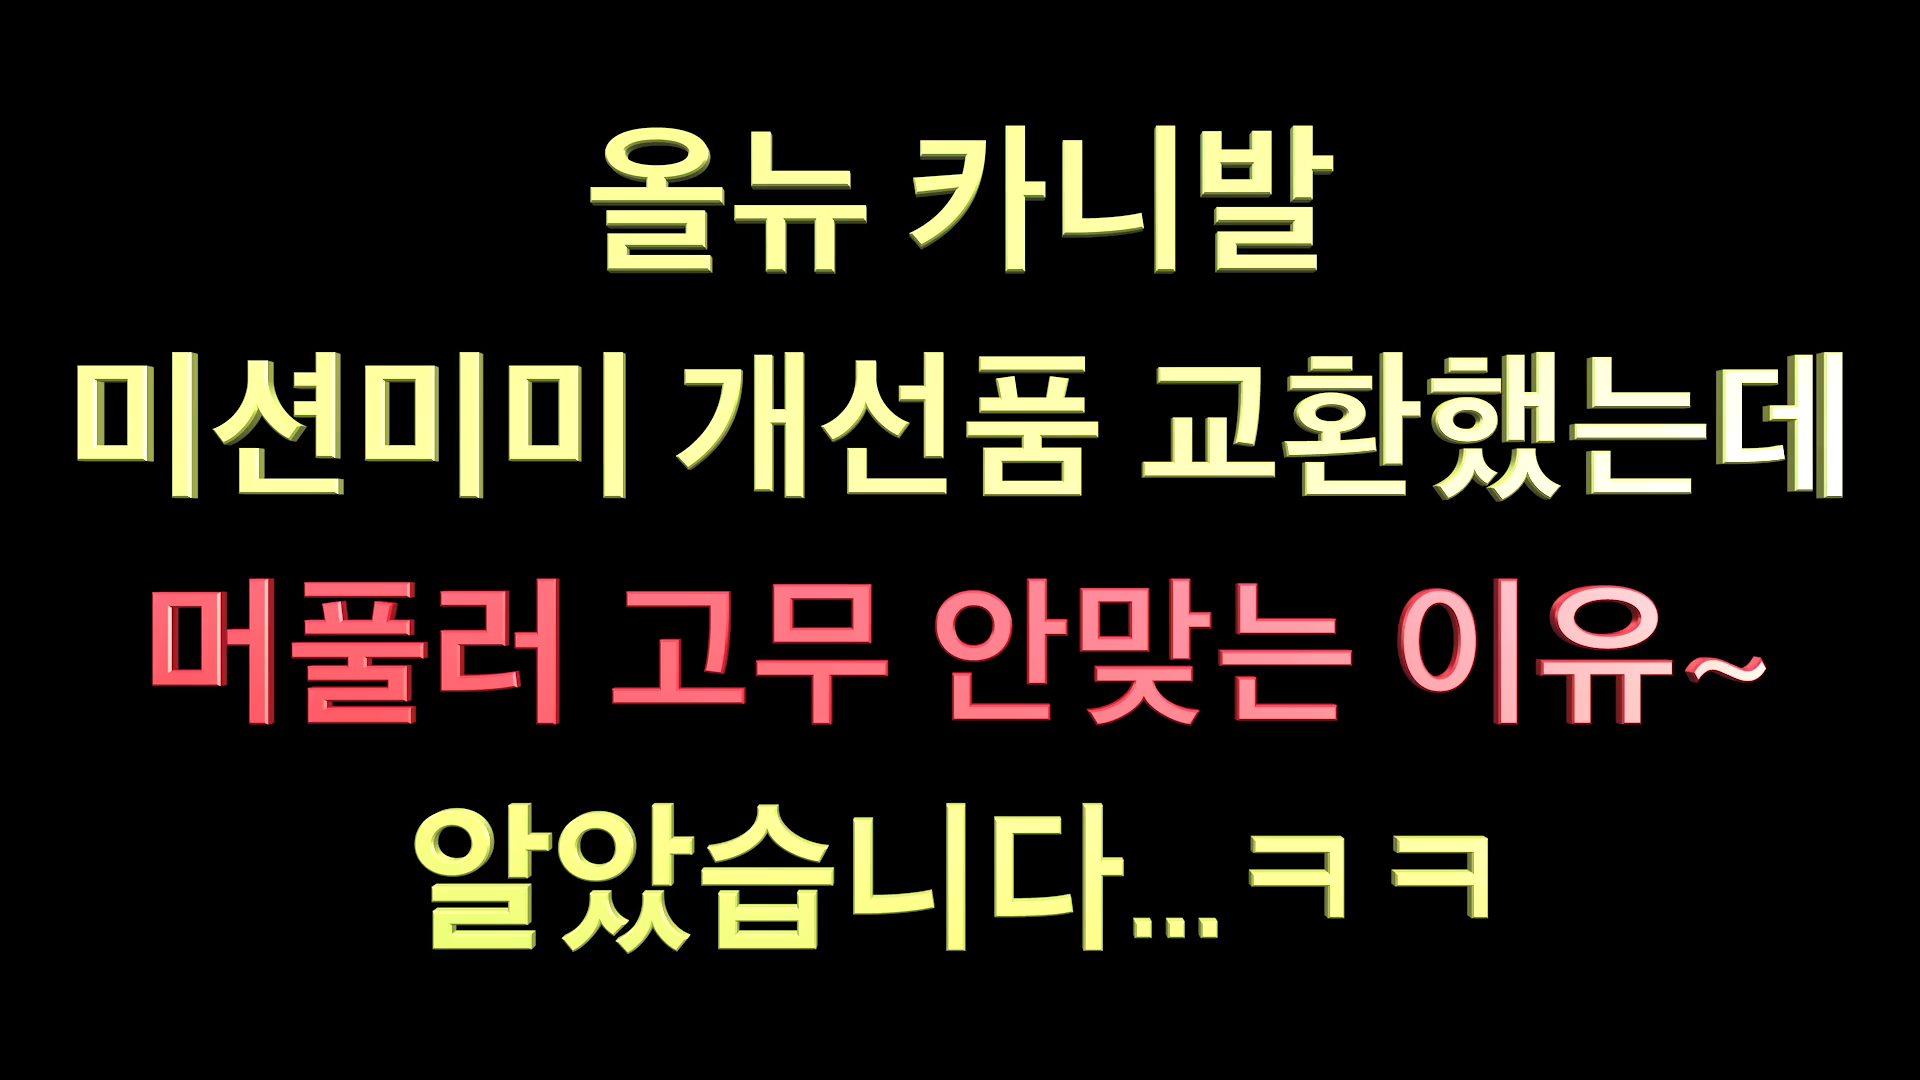 올뉴 카니발
미션미미 개선품 교환했는데
머풀러 고무 안맞는 이유~
알았습니다...ㅋㅋ